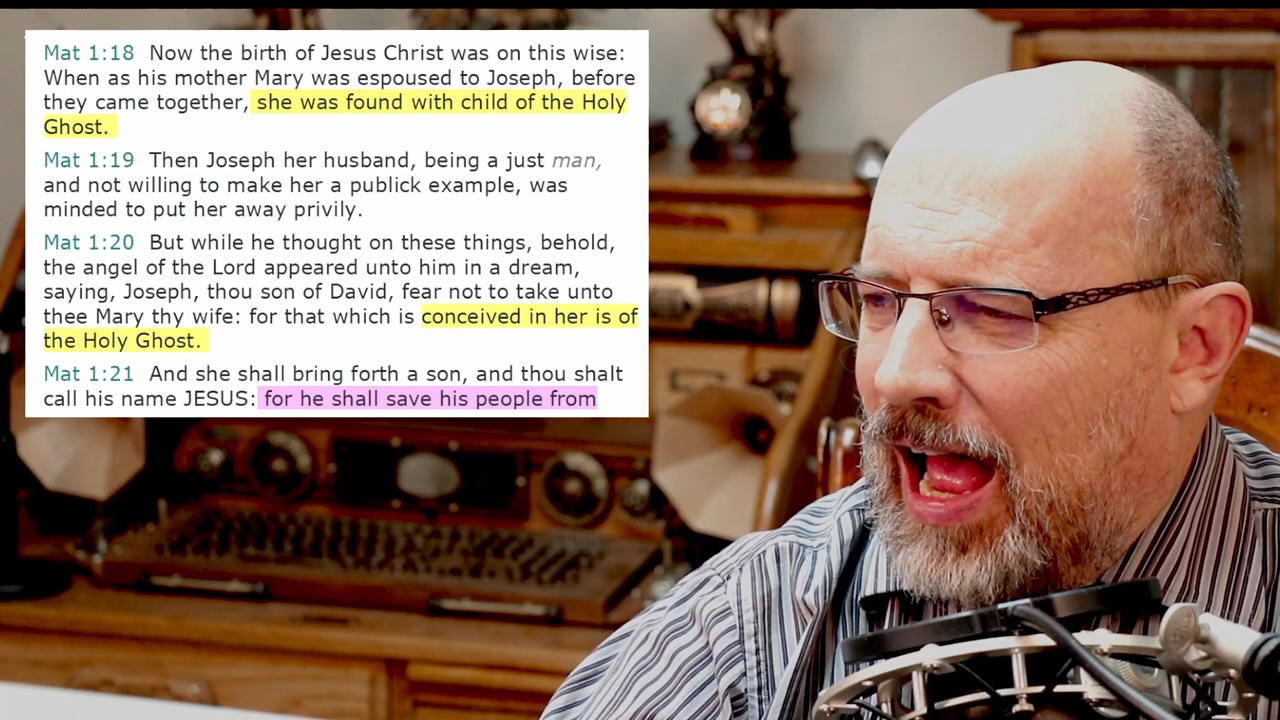 Mat 1:18 Now the birth of Jesus Christ was on this wise:
When as his mother Mary was espoused to Joseph, before
they came together, she was found with child of the Holy
Ghost.
Mat 1:19 Then Joseph her husband, being a just man,
and not willing to make her a publick example, was
minded to put her away privily.
Mat 1:20 But while he thought on these things, behold,
the angel of the Lord appeared unto him in a dream,
saying, Joseph, thou son of David, fear not to take unto
thee Mary thy wife: for that which is conceived in her is of
the Holy Ghost.
Mat 1:21 And she shall bring forth a son, and thou shalt
call his name JESUS: for he shall save his people from